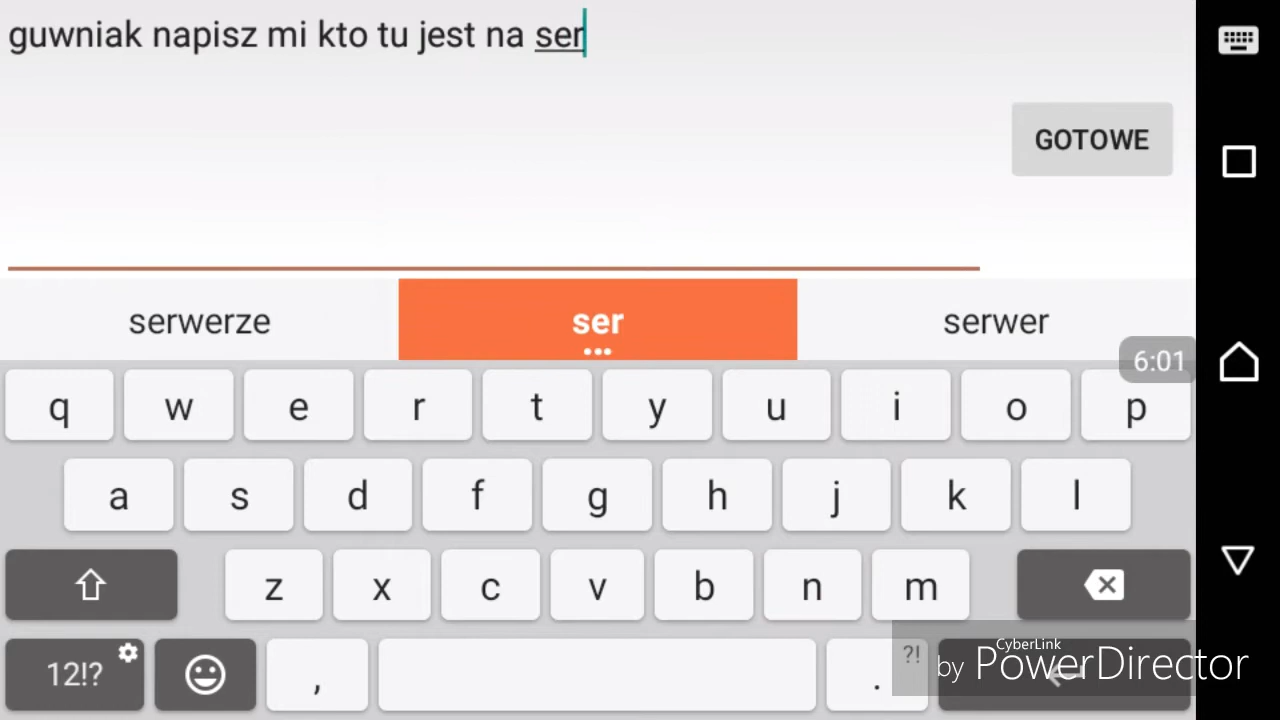 guwniak napisz mi kto tu jest na ser
GOTOWE
serwerze ser serwer
6:01
q w e r t y u i o p
a s d f g h j k l
z x c v b n m
12!? , . ?!
CyberLink
by PowerDirector